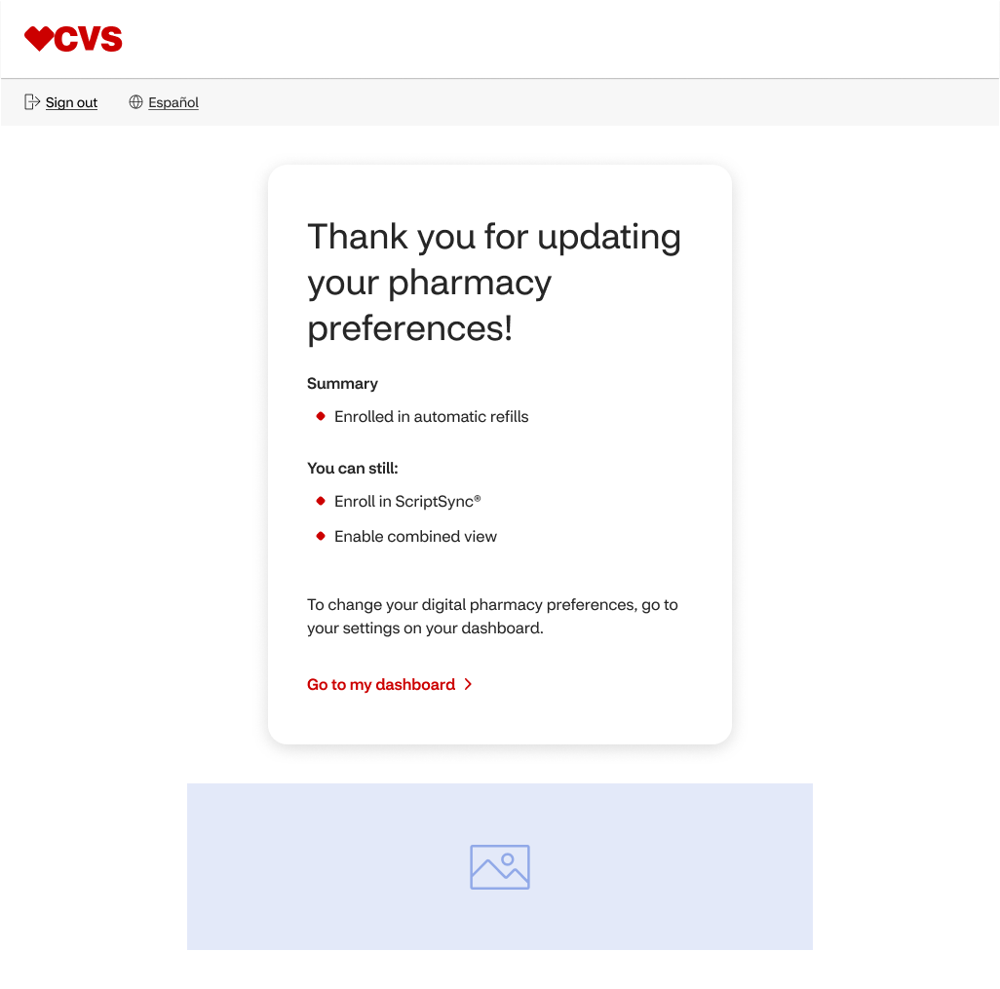 CVS
Sign out
Español
Thank you for updating
your pharmacy
preferences!
Summary
Enrolled in automatic refills
You can still:
Enroll in ScriptSync®
Enable combined view
To change your digital pharmacy preferences, go to
your settings on your dashboard.
Go to my dashboard